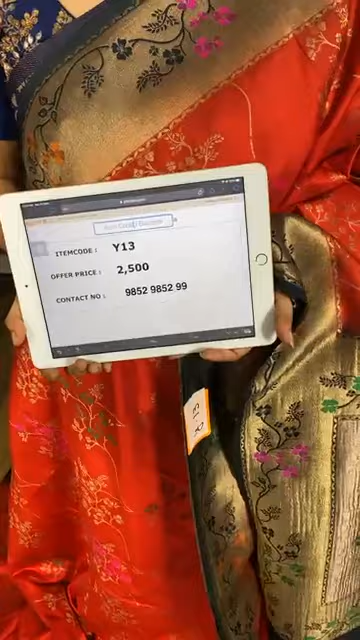 ITEMCODE : Y13
OFFER PRICE : 2,500
CONTACT NO : 9852 9852 99